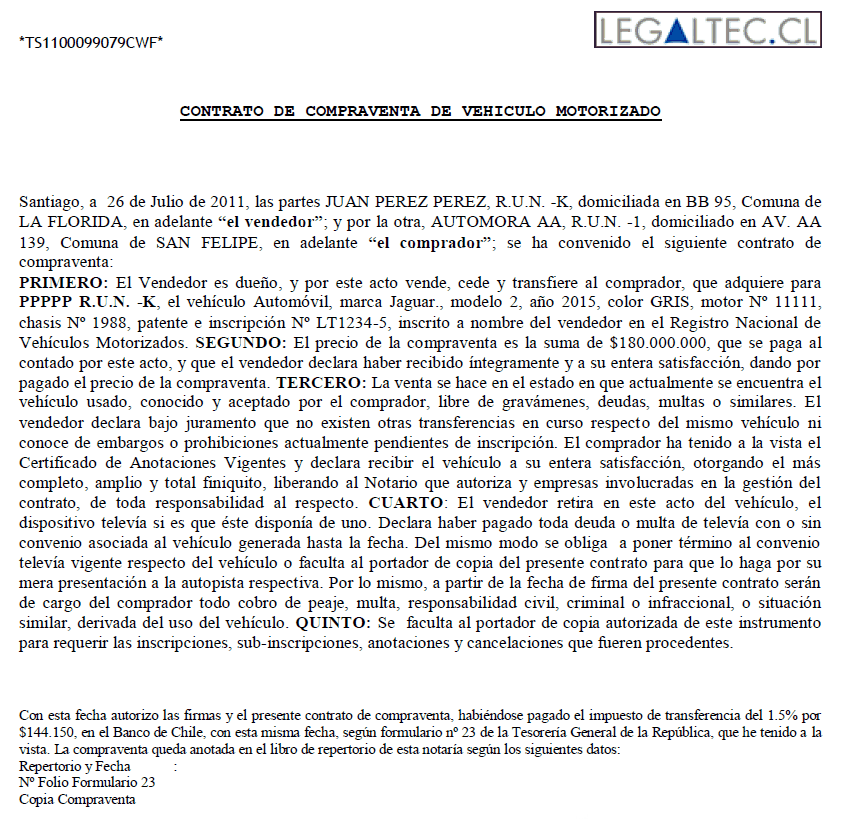 *TS1100099079CWF*
LEGALTEC.CL
CONTRATO DE COMPRAVENTA DE VEHICULO MOTORIZADO
Santiago, a 26 de Julio de 2011, las partes JUAN PEREZ PEREZ, R.U.N. -K, domiciliada en BB 95, Comuna de
LA FLORIDA, en adelante “el vendedor”; y por la otra, AUTOMORA AA, R.U.N. -1, domiciliado en AV. AA
139, Comuna de SAN FELIPE, en adelante “el comprador”; se ha convenido el siguiente contrato de
compraventa:
PRIMERO: El Vendedor es dueño, y por este acto vende, cede y transfiere al comprador, que adquiere para
PPPPP R.U.N. -K, el vehículo Automóvil, marca Jaguar., modelo 2, año 2015, color GRIS, motor Nº 11111,
chasis Nº 1988, patente e inscripción Nº LT1234-5, inscrito a nombre del vendedor en el Registro Nacional de
Vehículos Motorizados. SEGUNDO: El precio de la compraventa es la suma de $180.000.000, que se paga al
contado por este acto, y que el vendedor declara haber recibido íntegramente y a su entera satisfacción, dando por
pagado el precio de la compraventa. TERCERO: La venta se hace en el estado en que actualmente se encuentra el
vehículo usado, conocido y aceptado por el comprador, libre de gravámenes, deudas, multas o similares. El
vendedor declara bajo juramento que no existen otras transferencias en curso respecto del mismo vehículo ni
conoce de embargos o prohibiciones actualmente pendientes de inscripción. El comprador ha tenido a la vista el
Certificado de Anotaciones Vigentes y declara recibir el vehículo a su entera satisfacción, otorgando el más
completo, amplio y total finiquito, liberando al Notario que autoriza y empresas involucradas en la gestión del
contrato, de toda responsabilidad al respecto. CUARTO: El vendedor retira en este acto del vehículo, el
dispositivo televía si es que éste disponía de uno. Declara haber pagado toda deuda o multa de televía con o sin
convenio asociada al vehículo generada hasta la fecha. Del mismo modo se obliga a poner término al convenio
televía vigente respecto del vehículo o faculta al portador de copia del presente contrato para que lo haga por su
mera presentación a la autopista respectiva. Por lo mismo, a partir de la fecha de firma del presente contrato serán
de cargo del comprador todo cobro de peaje, multa, responsabilidad civil, criminal o infraccional, o situación
similar, derivada del uso del vehículo. QUINTO: Se faculta al portador de copia autorizada de este instrumento
para requerir las inscripciones, sub-inscripciones, anotaciones y cancelaciones que fueren procedentes.
Con esta fecha autorizo las firmas y el presente contrato de compraventa, habiéndose pagado el impuesto de transferencia del 1.5% por
$144.150, en el Banco de Chile, con esta misma fecha, según formulario nº 23 de la Tesorería General de la República, que he tenido a la
vista. La compraventa queda anotada en el libro de repertorio de esta notaría según los siguientes datos:
Repertorio y Fecha :
Nº Folio Formulario 23
Copia Compraventa